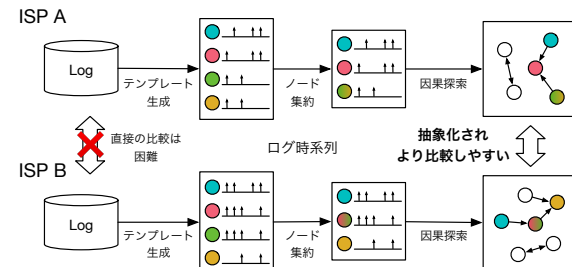 ISP A
Log
テンプレート
生成
ノード
集約
因果探索
直接の比較は
困難
ログ時系列
抽象化され
より比較しやすい
ISP B
Log
テンプレート
生成
ノード
集約
因果探索